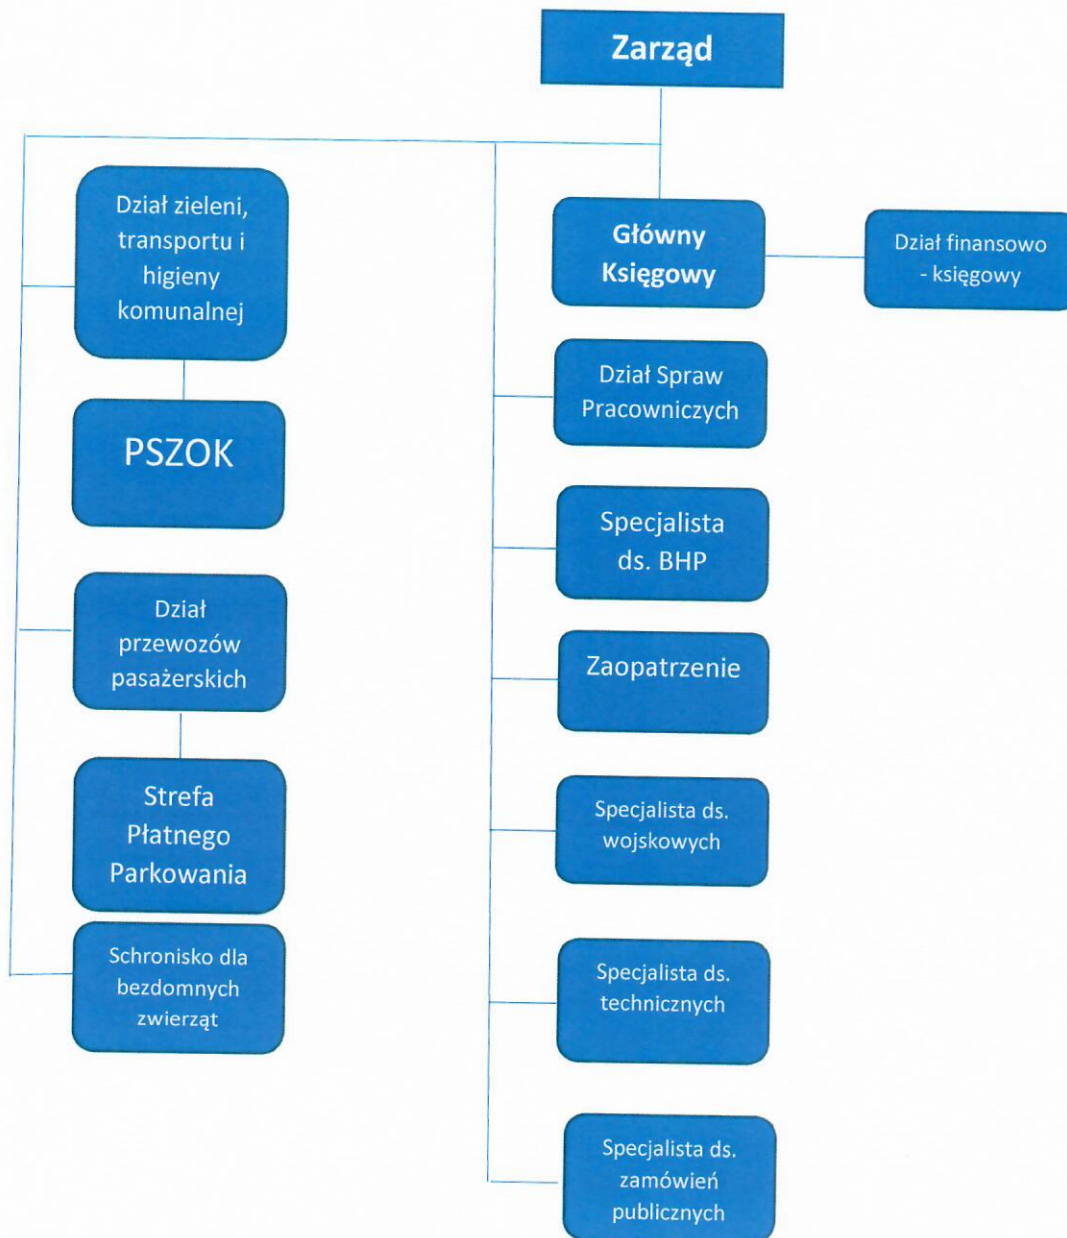 Zarząd
Dział zieleni,
transportu i
higieny
komunalnej
PSZOK
Dział
przewozów
pasażerskich
Strefa
Płatnego
Parkowania
Schronisko dla
bezdomnych
zwierząt
Główny
Księgowy
Dział finansowo
- księgowy
Dział Spraw
Pracowniczych
Specjalista
ds. BHP
Zaopatrzenie
Specjalista ds.
wojskowych
Specjalista ds.
technicznych
Specjalista ds.
zamówień
publicznych